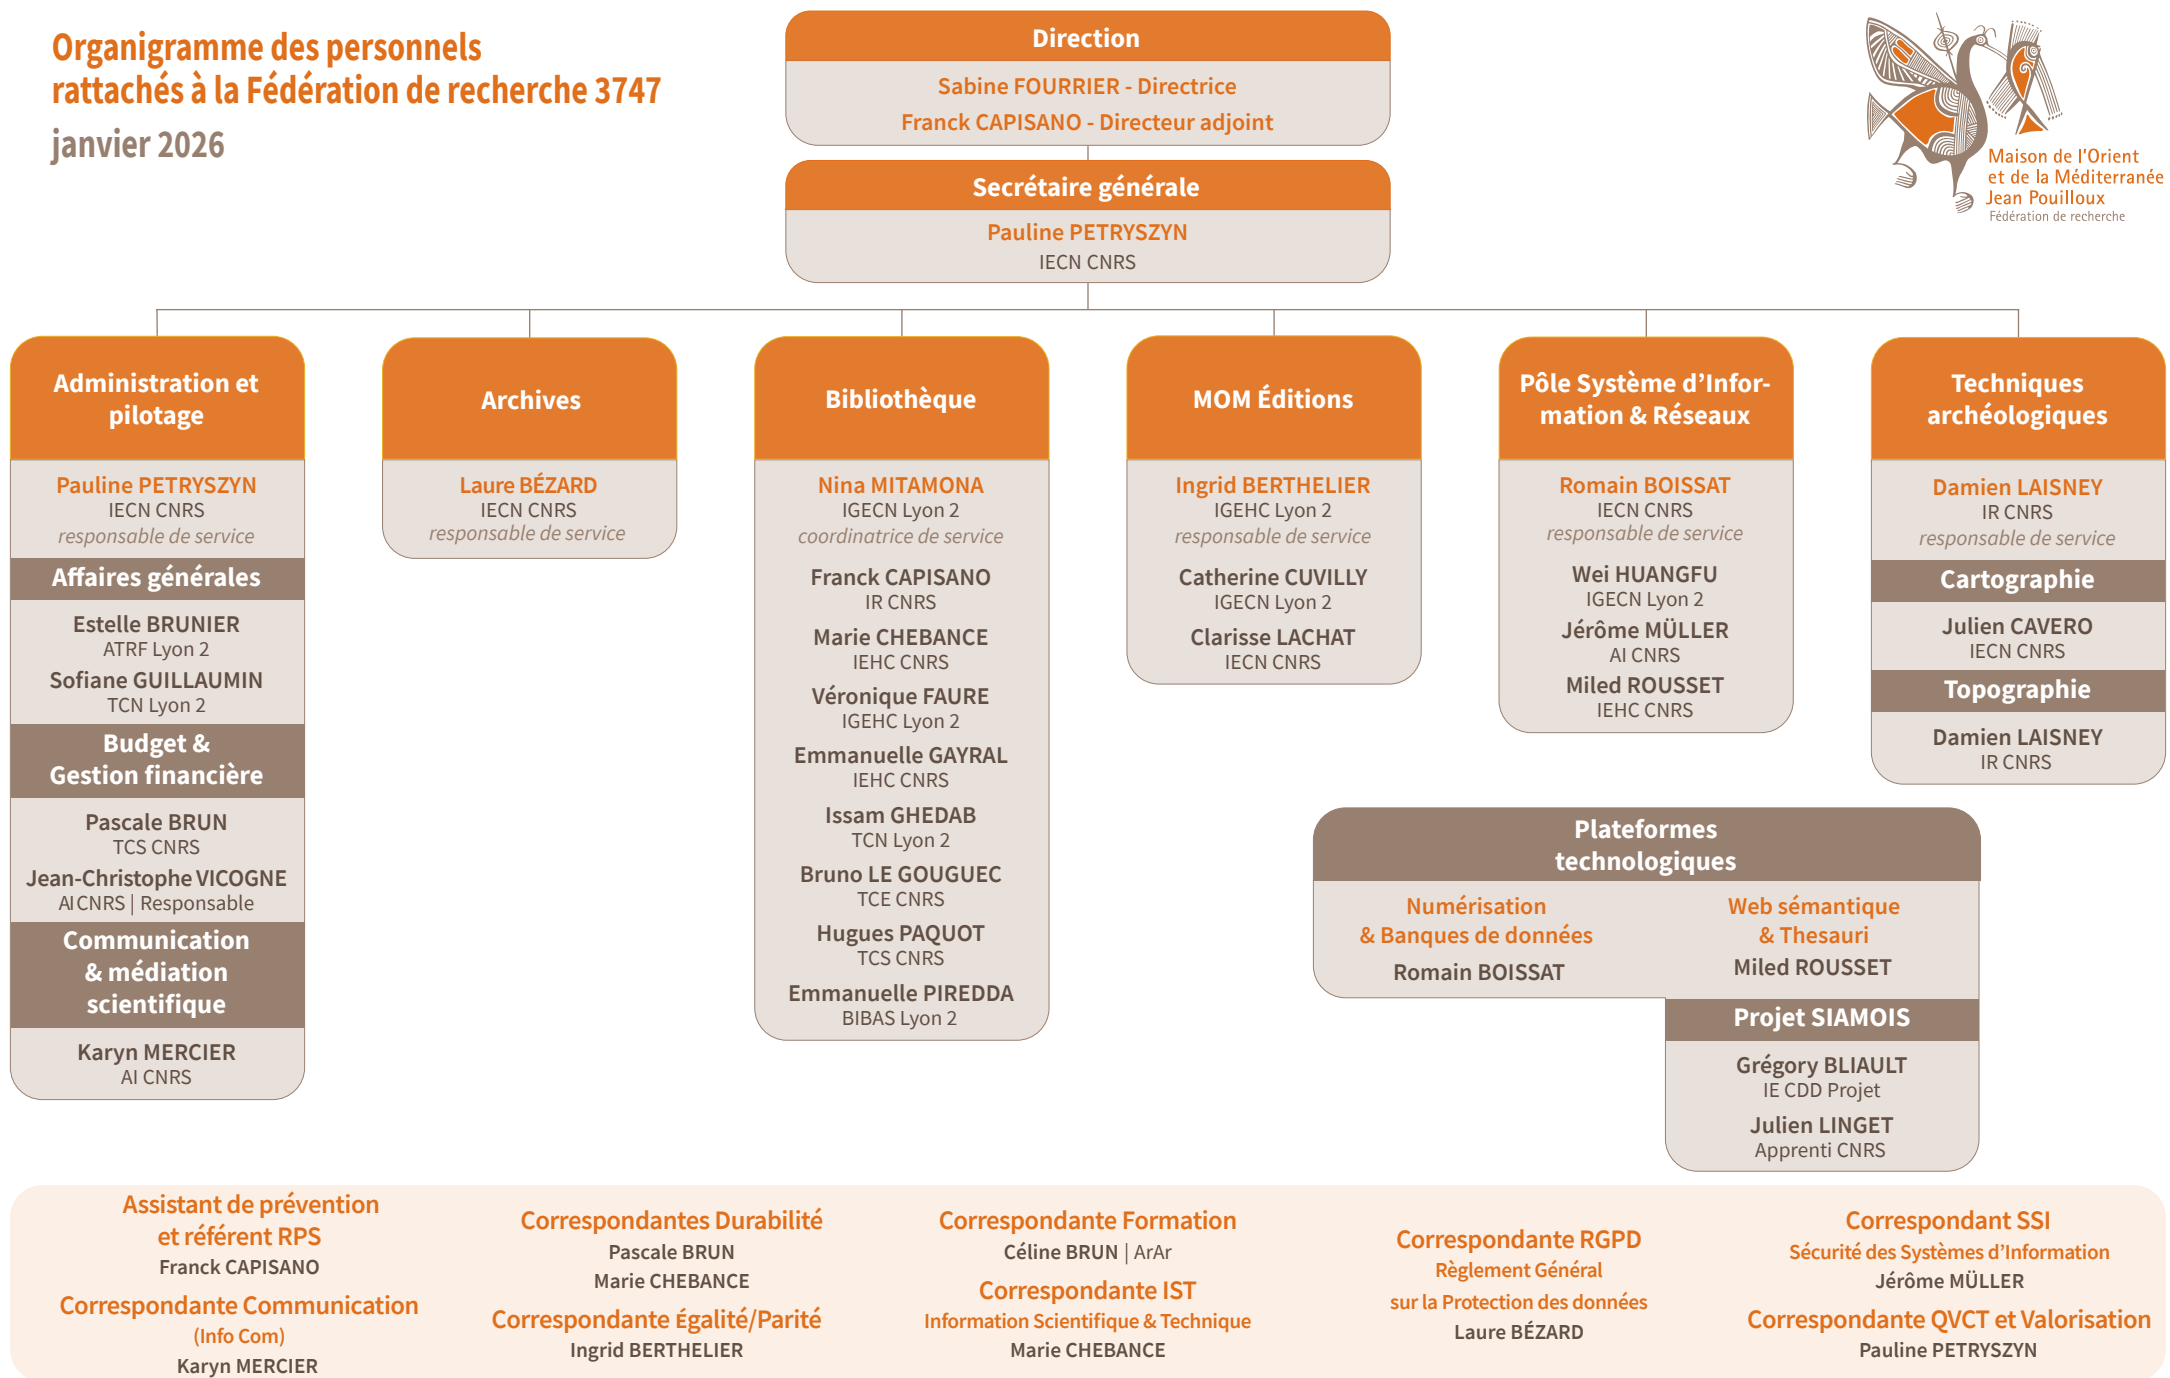 Organigramme des personnels
rattachés à la Fédération de recherche 3747
janvier 2026
Direction
Sabine FOURRIER - Directrice
Franck CAPISANO - Directeur adjoint
Secrétaire générale
Pauline PETRYSZYN
IECN CNRS
Maison de l'Orient
et de la Méditerranée
Jean Pouilloux
Fédération de recherche
Administration et
pilotage
Pauline PETRYSZYN
IECN CNRS
responsable de service
Affaires générales
Estelle BRUNIER
ATRF Lyon 2
Sofiane GUILLAUMIN
TCN Lyon 2
Budget &
Gestion financière
Pascale BRUN
TCS CNRS
Jean-Christophe VICOGNE
AI CNRS | Responsable
Communication
& médiation
scientifique
Karyn MERCIER
AI CNRS
Archives
Laure BÉZARD
IECN CNRS
responsable de service
Bibliothèque
Nina MITAMONA
IGECN Lyon 2
coordinatrice de service
Franck CAPISANO
IR CNRS
Marie CHEBANCE
IEHC CNRS
Véronique FAURE
IGEHC Lyon 2
Emmanuelle GAYRAL
IEHC CNRS
Issam GHEDAB
TCN Lyon 2
Bruno LE GOUGUEC
TCE CNRS
Hugues PAQUOT
TCS CNRS
Emmanuelle PIREDDA
BIBAS Lyon 2
MOM Éditions
Ingrid BERTHELIER
IGEHC Lyon 2
responsable de service
Catherine CUVILLY
IGECN Lyon 2
Clarisse LACHAT
IECN CNRS
Pôle Système d’Infor-
mation & Réseaux
Romain BOISSAT
IECN CNRS
responsable de service
Wei HUANGFU
IGECN Lyon 2
Jérôme MÜLLER
AI CNRS
Miled ROUSSET
IEHC CNRS
Techniques
archéologiques
Damien LAISNEY
IR CNRS
responsable de service
Cartographie
Julien CAVERO
IECN CNRS
Topographie
Damien LAISNEY
IR CNRS
Plateformes
technologiques
Numérisation
& Banques de données
Romain BOISSAT
Web sémantique
& Thesauri
Miled ROUSSET
Projet SIAMOIS
Grégory BLIAULT
IE CDD Projet
Julien LINGET
Apprenti CNRS
Assistant de prévention
et référent RPS
Franck CAPISANO
Correspondante Communication
(Info Com)
Karyn MERCIER
Correspondantes Durabilité
Pascale BRUN
Marie CHEBANCE
Correspondante Égalité/Parité
Ingrid BERTHELIER
Correspondante Formation
Céline BRUN | ArAr
Correspondante IST
Information Scientifique & Technique
Marie CHEBANCE
Correspondante RGPD
Règlement Général
sur la Protection des données
Laure BÉZARD
Correspondant SSI
Sécurité des Systèmes d’Information
Jérôme MÜLLER
Correspondante QVCT et Valorisation
Pauline PETRYSZYN